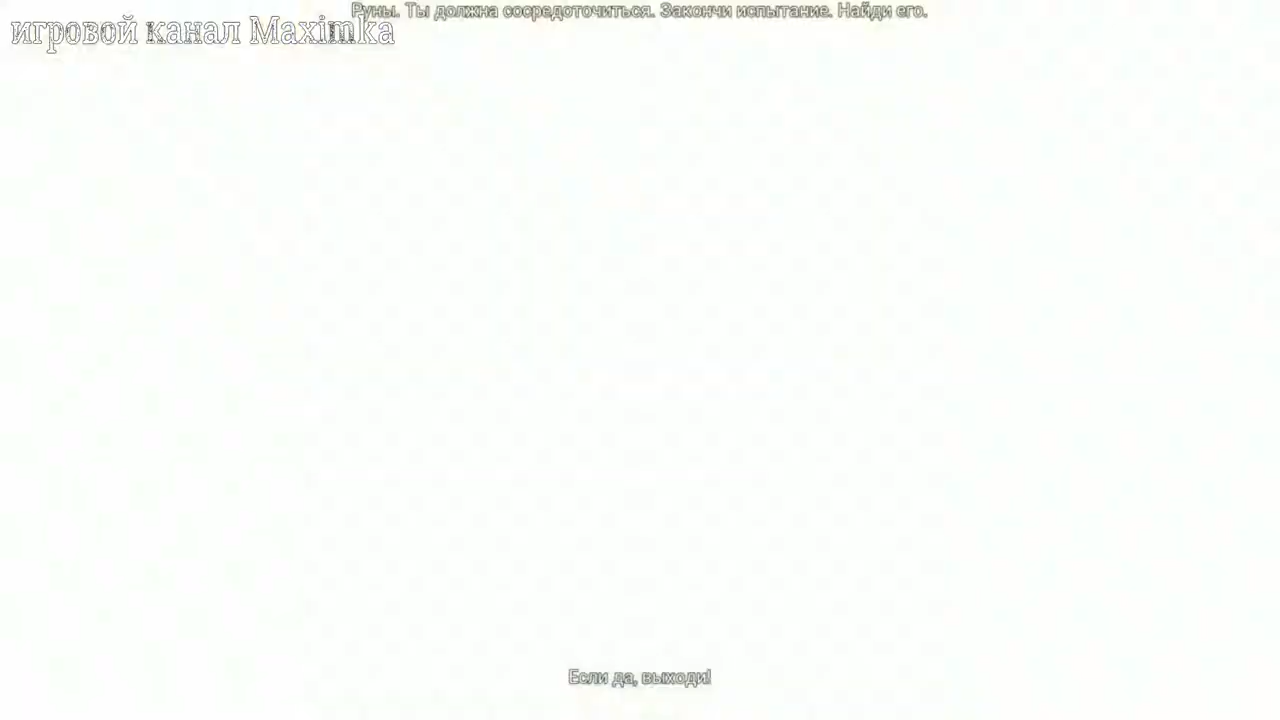 Руны. Ты должна сосредоточиться. Закончи испытание. Найди его.
игровой канал Maximka
Если да, выходи!